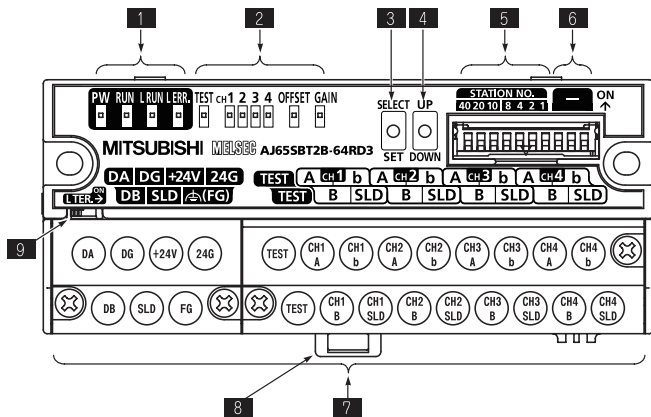 1 2 3 4 5 6
PW RUN L RUN L ERR. TEST CH 1 2 3 4 OFFSET GAIN
SELECT UP
SET DOWN
STATION NO.
40 20 10 8 4 2 1
— ON
MITSUBISHI MELSEC AJ65SBT2B-64RD3
DA DG +24V 24G
DB SLD (FG)
L TER. ON
TEST A CH1 b A CH2 b A CH3 b A CH4 b
TEST B SLD B SLD B SLD B SLD
9
DA DG +24V 24G TEST CH1 A CH1 b CH2 A CH2 b CH3 A CH3 b CH4 A CH4 b
DB SLD FG TEST CH1 B CH1 SLD CH2 B CH2 SLD CH3 B CH3 SLD CH4 B CH4 SLD
8 7